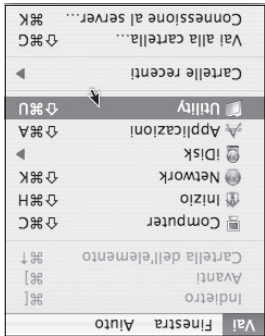 Vai Finestra Aiuto
Indietro ⌘[
Avanti ⌘]
Cartella dell'elemento ⌘↑
Computer ⇧⌘C
Inizio ⇧⌘H
Network ⇧⌘K
iDisk
Applicazioni ⇧⌘A
Utility ⇧⌘U
Cartelle recenti
Vai alla cartella... ⇧⌘G
Connessione al server... ⌘K